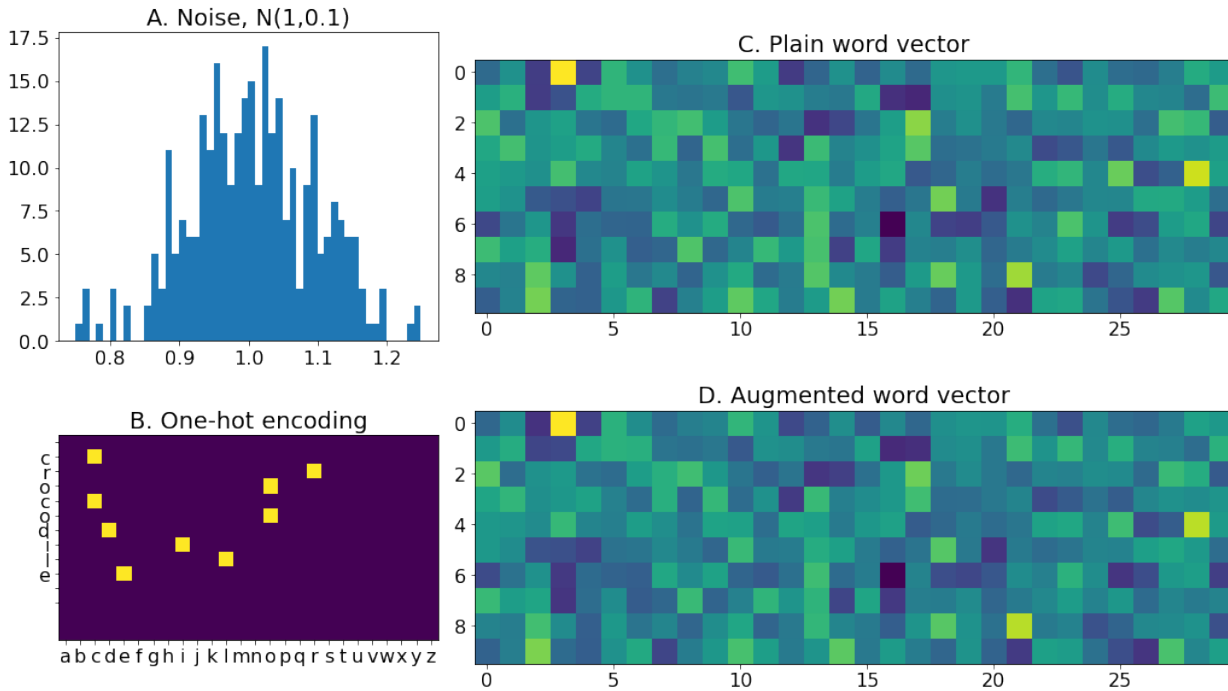 A. Noise, N(1,0.1)
17.5
15.0
12.5
10.0
7.5
5.0
2.5
0.0
0.8 0.9 1.0 1.1 1.2
B. One-hot encoding
c
r
o
c
o
d
i
l
e
a b c d e f g h i j k l m n o p q r s t u v w x y z
C. Plain word vector
0
2
4
6
8
0 5 10 15 20 25
D. Augmented word vector
0
2
4
6
8
0 5 10 15 20 25